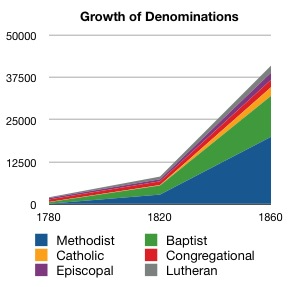 Growth of Denominations
50000
37500
25000
12500
0
1780 1820 1860
Methodist Baptist
Catholic Congregational
Episcopal Lutheran